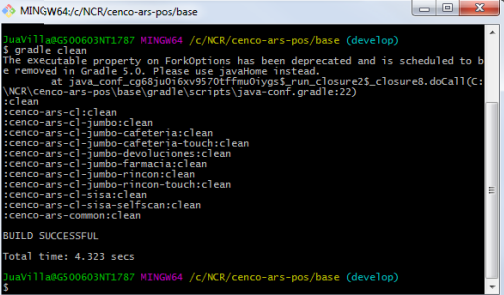 MINGW64:/c/NCR/cenco-ars-pos/base
JuaVilla@G500603NT1787 MINGW64 /c/NCR/cenco-ars-pos/base (develop)
$ gradle clean
The executable property on ForkOptions has been deprecated and is scheduled to b
e removed in Gradle 5.0. Please use javaHome instead.
at java_conf_cg68ju0i6xv9570tffmu0iygs$_run_closure2$_closure8.doCall(C:
\NCR\cenco-ars-pos\base\gradle\scripts\java-conf.gradle:22)
:clean
:cenco-ars-cl:clean
:cenco-ars-cl-jumbo:clean
:cenco-ars-cl-jumbo-cafeteria:clean
:cenco-ars-cl-jumbo-cafeteria-touch:clean
:cenco-ars-cl-jumbo-devoluciones:clean
:cenco-ars-cl-jumbo-farmacia:clean
:cenco-ars-cl-jumbo-rincon:clean
:cenco-ars-cl-jumbo-rincon-touch:clean
:cenco-ars-cl-sisa:clean
:cenco-ars-cl-sisa-selfscan:clean
:cenco-ars-common:clean
BUILD SUCCESSFUL
Total time: 4.323 secs
JuaVilla@G500603NT1787 MINGW64 /c/NCR/cenco-ars-pos/base (develop)
$